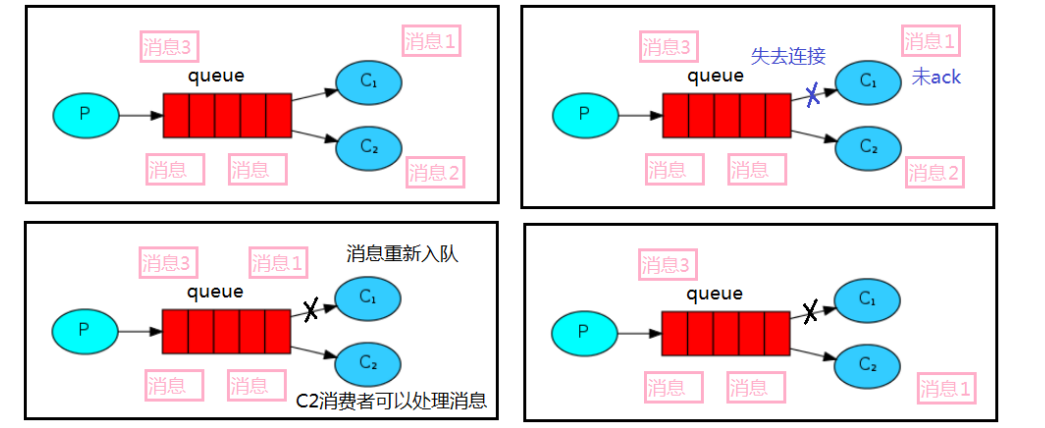 消息3
消息1
queue
P
C₁
C₂
消息
消息
消息2
消息3
失去连接
消息1
queue
未ack
P
C₁
C₂
消息
消息
消息2
消息3
消息1
消息重新入队
queue
P
C₁
C₂
消息
消息
C2消费者可以处理消息
消息3
queue
P
C₁
C₂
消息
消息
消息1